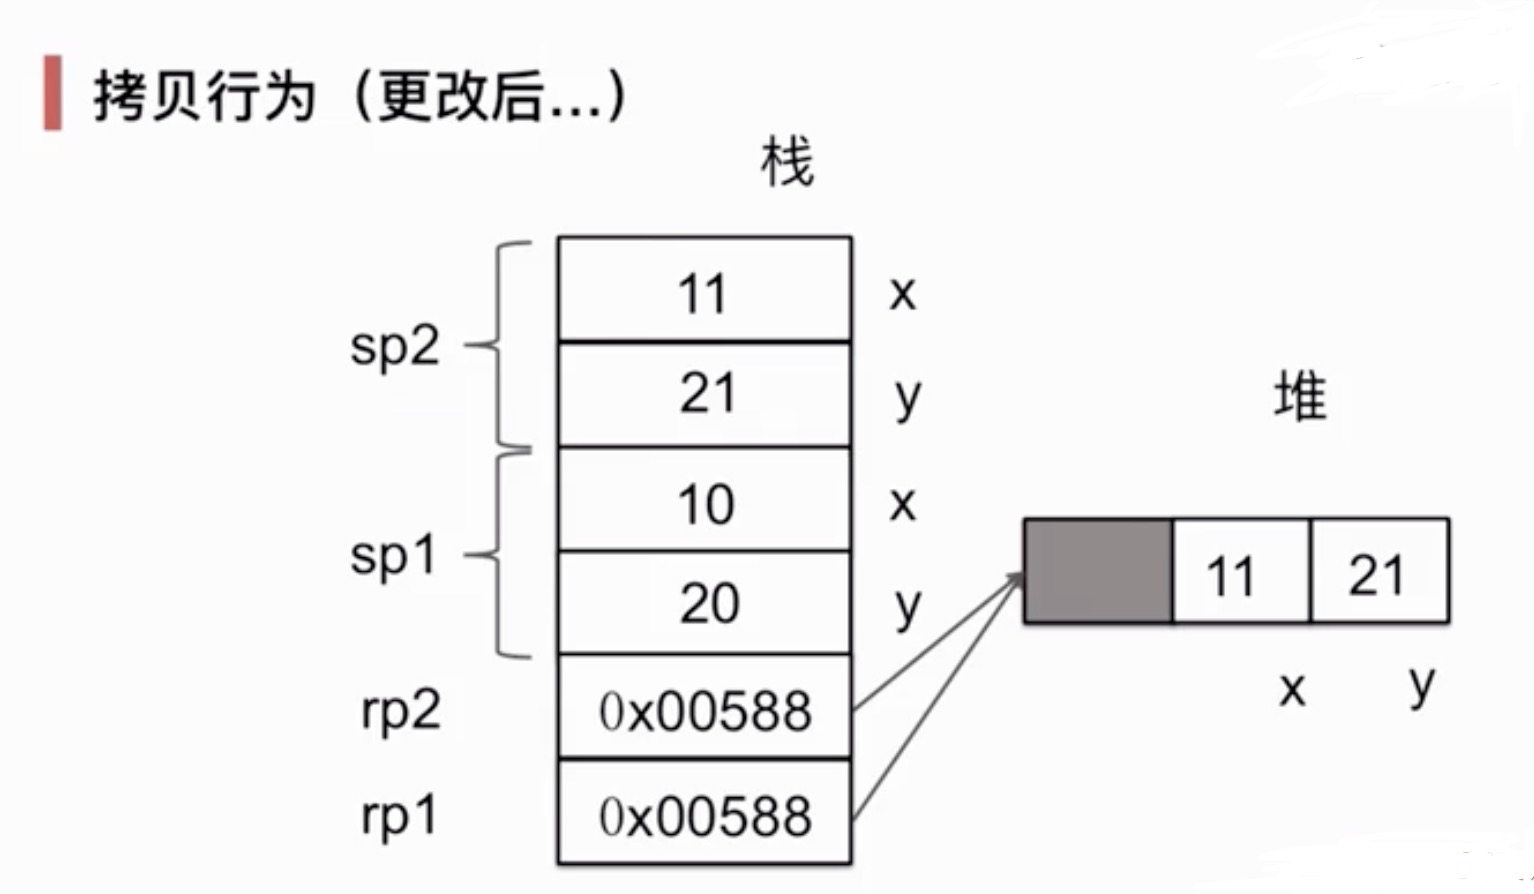 拷贝行为（更改后...）
栈
11 x
sp2
21 y
堆
10 x
sp1
20 y
11 21
rp2 0x00588
x y
rp1 0x00588